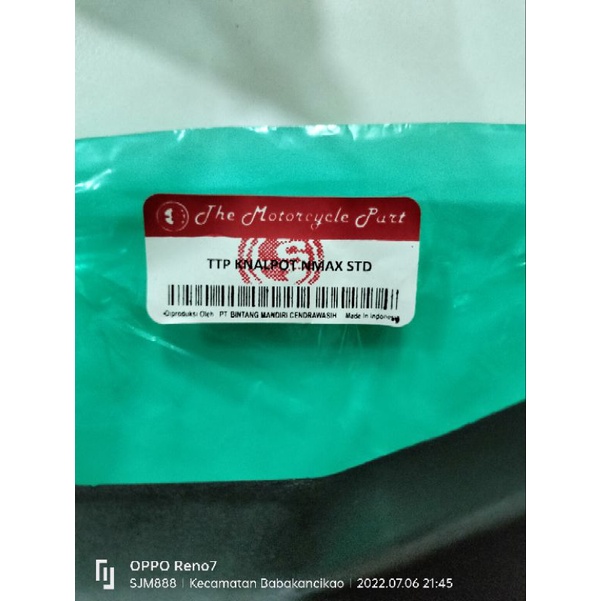 The Motorcycle Part
TTP KNALPOT NMAX STD
Diproduksi Oleh PT BINTANG MANDIRI CENDRAWASIH Made In Indonesia
OPPO Reno7
SJM888 | Kecamatan Babakancikao | 2022.07.06 21:45